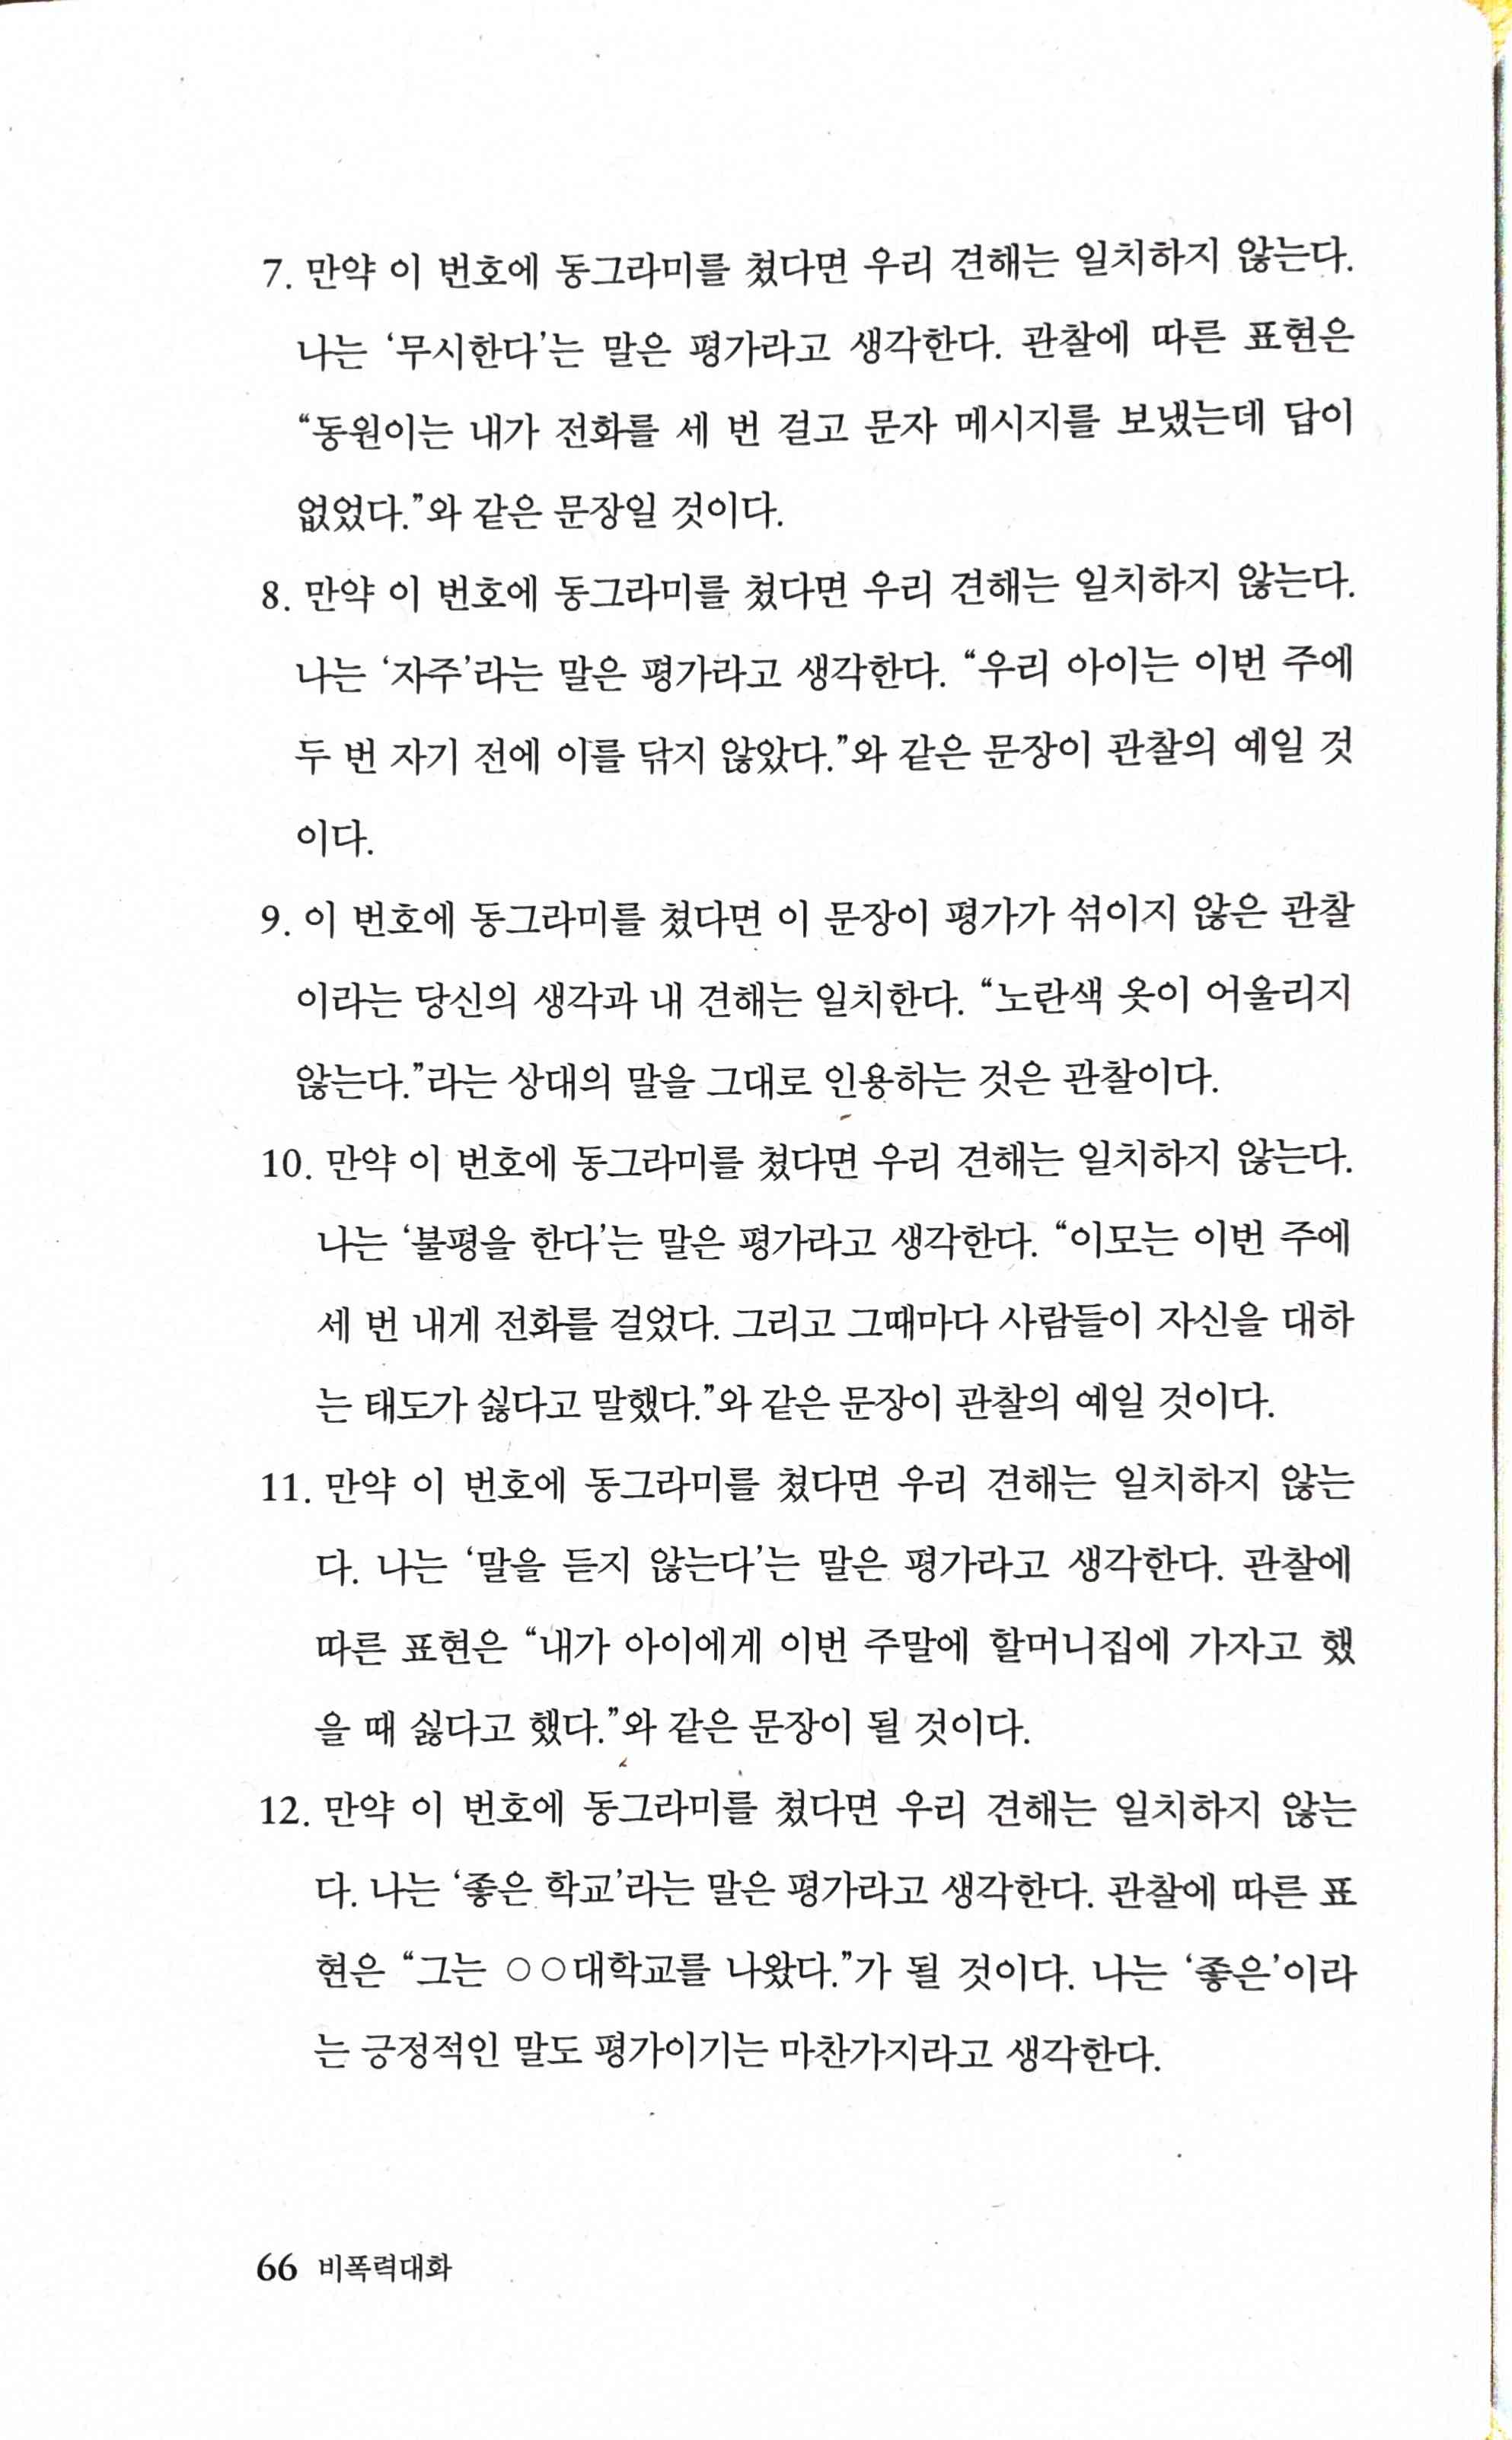 7. 만약 이 번호에 동그라미를 쳤다면 우리 견해는 일치하지 않는다.
나는 ‘무시한다’는 말은 평가라고 생각한다. 관찰에 따른 표현은
“동원이는 내가 전화를 세 번 걸고 문자 메시지를 보냈는데 답이
없었다.”와 같은 문장일 것이다.
8. 만약 이 번호에 동그라미를 쳤다면 우리 견해는 일치하지 않는다.
나는 ‘자주’라는 말은 평가라고 생각한다. “우리 아이는 이번 주에
두 번 자기 전에 이를 닦지 않았다.”와 같은 문장이 관찰의 예일 것
이다.
9. 이 번호에 동그라미를 쳤다면 이 문장이 평가가 섞이지 않은 관찰
이라는 당신의 생각과 내 견해는 일치한다. “노란색 옷이 어울리지
않는다.”라는 상대의 말을 그대로 인용하는 것은 관찰이다.
10. 만약 이 번호에 동그라미를 쳤다면 우리 견해는 일치하지 않는다.
나는 ‘불평을 한다’는 말은 평가라고 생각한다. “이모는 이번 주에
세 번 내게 전화를 걸었다. 그리고 그때마다 사람들이 자신을 대하
는 태도가 싫다고 말했다.”와 같은 문장이 관찰의 예일 것이다.
11. 만약 이 번호에 동그라미를 쳤다면 우리 견해는 일치하지 않는
다. 나는 ‘말을 듣지 않는다’는 말은 평가라고 생각한다. 관찰에
따른 표현은 “내가 아이에게 이번 주말에 할머니집에 가자고 했
을 때 싫다고 했다.”와 같은 문장이 될 것이다.
12. 만약 이 번호에 동그라미를 쳤다면 우리 견해는 일치하지 않는
다. 나는 ‘좋은 학교’라는 말은 평가라고 생각한다. 관찰에 따른 표
현은 “그는 ○○대학교를 나왔다.”가 될 것이다. 나는 ‘좋은’이라
는 긍정적인 말도 평가이기는 마찬가지라고 생각한다.
66 비폭력대화